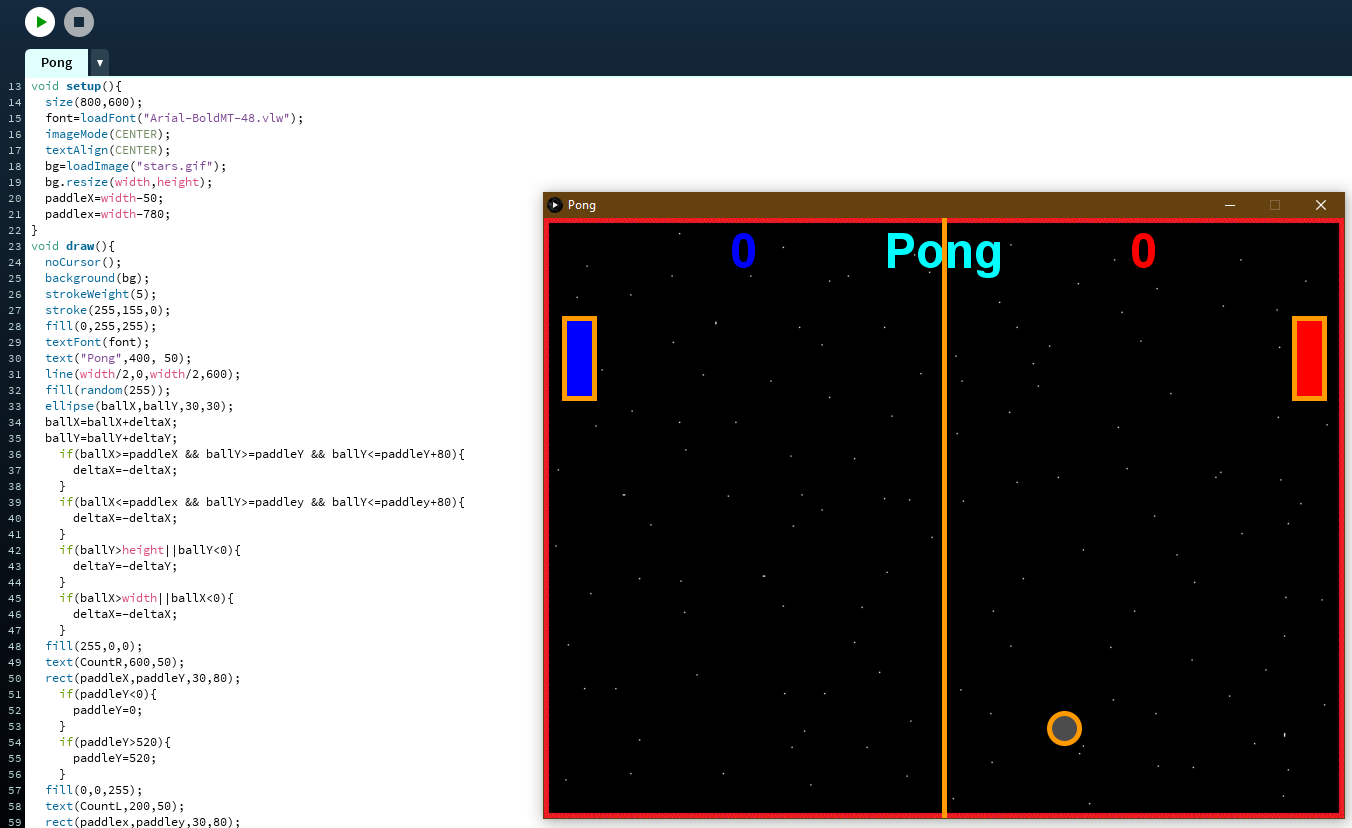 Pong
13 void setup(){
14 size(800,600);
15 font=loadFont("Arial-BoldMT-48.vlw");
16 imageMode(CENTER);
17 textAlign(CENTER);
18 bg=loadImage("stars.gif");
19 bg.resize(width,height);
20 paddleX=width-50;
21 paddlex=width-780;
22 }
23 void draw(){
24 noCursor();
25 background(bg);
26 strokeWeight(5);
27 stroke(255,155,0);
28 fill(0,255,255);
29 textFont(font);
30 text("Pong",400, 50);
31 line(width/2,0,width/2,600);
32 fill(random(255));
33 ellipse(ballX,ballY,30,30);
34 ballX=ballX+deltaX;
35 ballY=ballY+deltaY;
36 if(ballX>=paddleX && ballY>=paddleY && ballY<=paddleY+80){
37 deltaX=-deltaX;
38 }
39 if(ballX<=paddlex && ballY>=paddley && ballY<=paddley+80){
40 deltaX=-deltaX;
41 }
42 if(ballY>height||ballY<0){
43 deltaY=-deltaY;
44 }
45 if(ballX>width||ballX<0){
46 deltaX=-deltaX;
47 }
48 fill(255,0,0);
49 text(CountR,600,50);
50 rect(paddleX,paddleY,30,80);
51 if(paddleY<0){
52 paddleY=0;
53 }
54 if(paddleY>520){
55 paddleY=520;
56 }
57 fill(0,0,255);
58 text(CountL,200,50);
59 rect(paddlex,paddley,30,80);
Pong
0 Pong 0